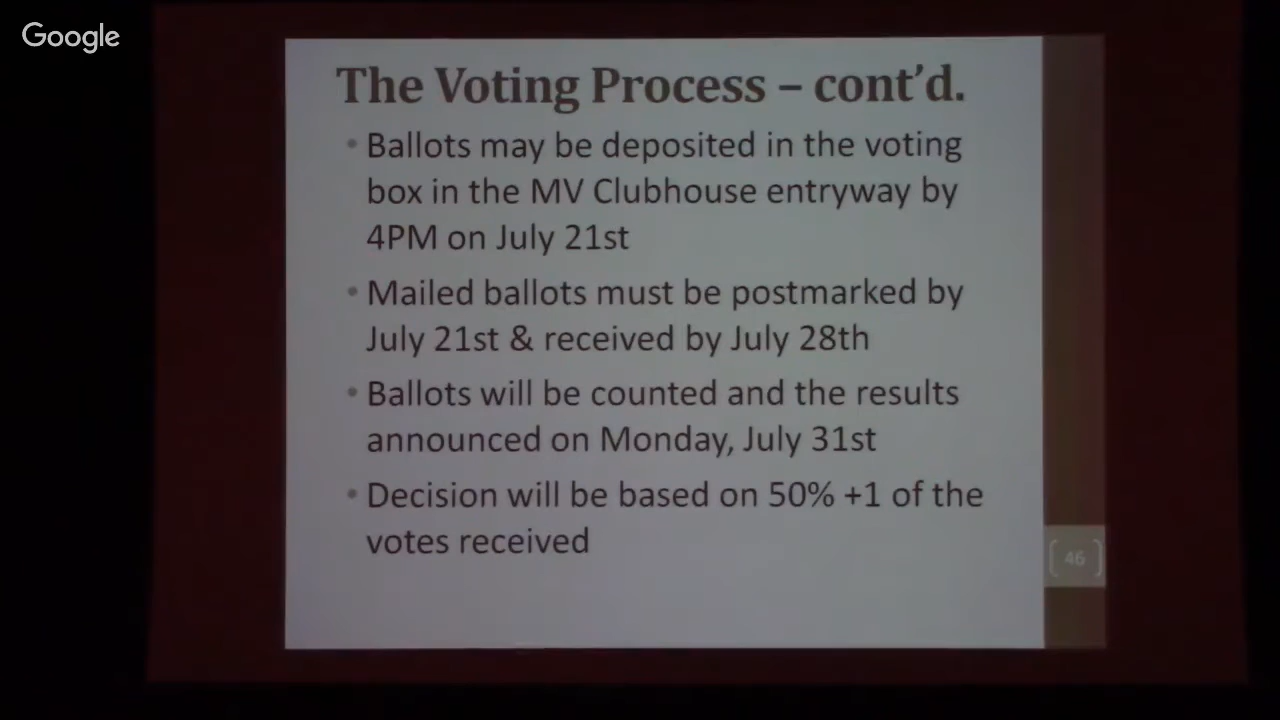 Google
The Voting Process – cont’d.
• Ballots may be deposited in the voting
box in the MV Clubhouse entryway by
4PM on July 21st
• Mailed ballots must be postmarked by
July 21st & received by July 28th
• Ballots will be counted and the results
announced on Monday, July 31st
• Decision will be based on 50% +1 of the
votes received
46